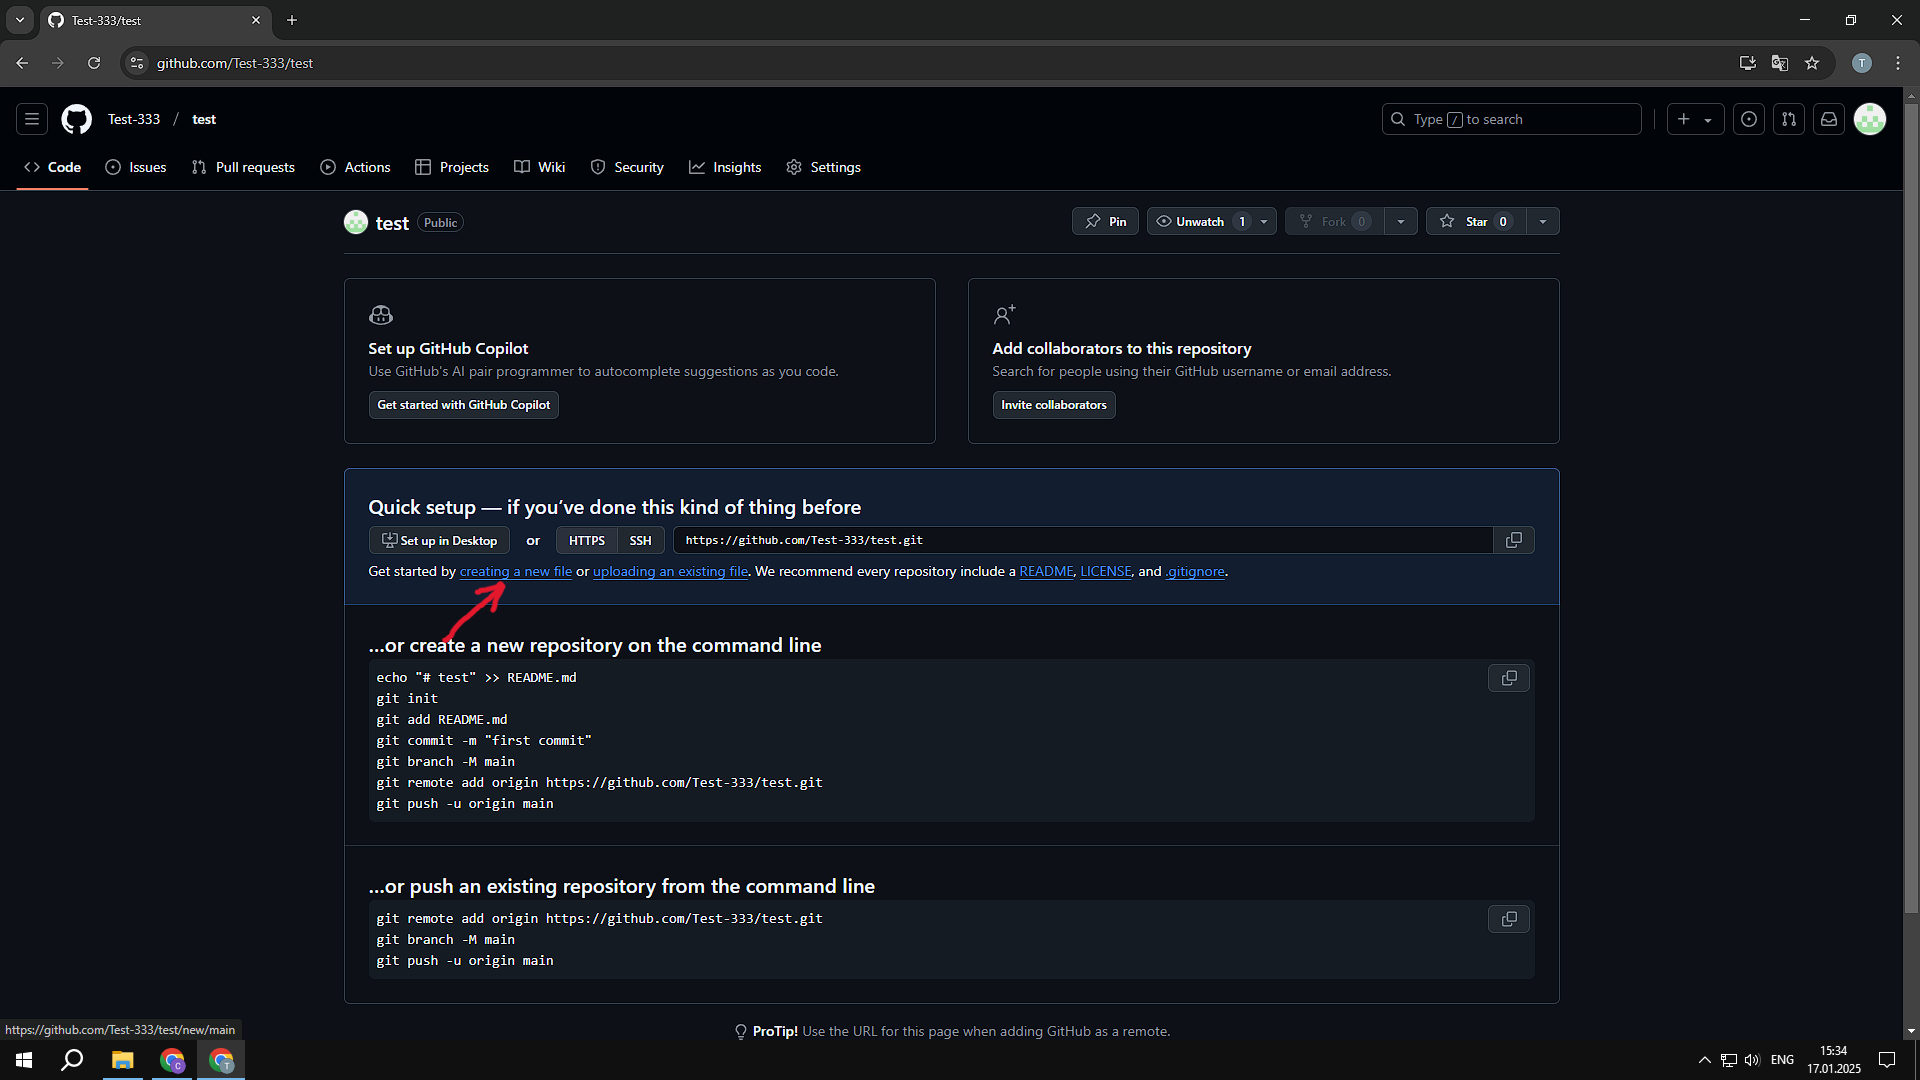 Test-333/test
github.com/Test-333/test
T
Test-333 / test
Type / to search
Code Issues Pull requests Actions Projects Wiki Security Insights Settings
test Public
Pin Unwatch 1 Fork 0 Star 0
Set up GitHub Copilot
Use GitHub's AI pair programmer to autocomplete suggestions as you code.
Get started with GitHub Copilot
Add collaborators to this repository
Search for people using their GitHub username or email address.
Invite collaborators
Quick setup — if you’ve done this kind of thing before
Set up in Desktop or HTTPS SSH https://github.com/Test-333/test.git
Get started by creating a new file or uploading an existing file. We recommend every repository include a README, LICENSE, and .gitignore.
…or create a new repository on the command line
echo "# test" >> README.md
git init
git add README.md
git commit -m "first commit"
git branch -M main
git remote add origin https://github.com/Test-333/test.git
git push -u origin main
…or push an existing repository from the command line
git remote add origin https://github.com/Test-333/test.git
git branch -M main
git push -u origin main
ProTip! Use the URL for this page when adding GitHub as a remote.
https://github.com/Test-333/test/new/main
C
T
ENG
15:34
17.01.2025